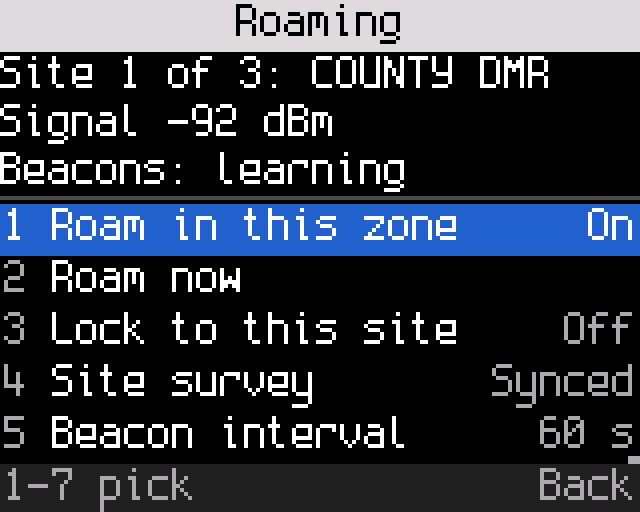 Roaming
Site 1 of 3: COUNTY DMR
Signal -92 dBm
Beacons: learning
1 Roam in this zone On
2 Roam now
3 Lock to this site Off
4 Site survey Synced
5 Beacon interval 60 s
1-7 pick Back